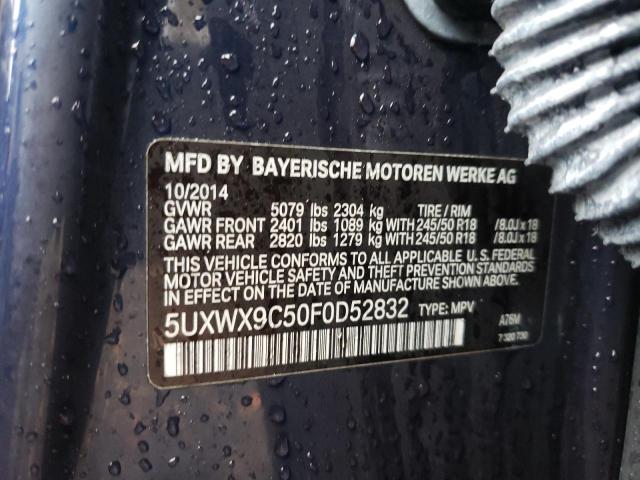 MFD BY BAYERISCHE MOTOREN WERKE AG
10/2014
GVWR 5079 lbs 2304 kg TIRE / RIM
GAWR FRONT 2401 lbs 1089 kg WITH 245/50 R18 /8.0J x 18
GAWR REAR 2820 lbs 1279 kg WITH 245/50 R18 /8.0J x 18
THIS VEHICLE CONFORMS TO ALL APPLICABLE U. S. FEDERAL
MOTOR VEHICLE SAFETY AND THEFT PREVENTION STANDARDS
IN EFFECT ON THE DATE OF MANUFACTURE SHOWN ABOVE.
5UXWX9C50F0D52832 TYPE: MPV
A76M
7 320 730